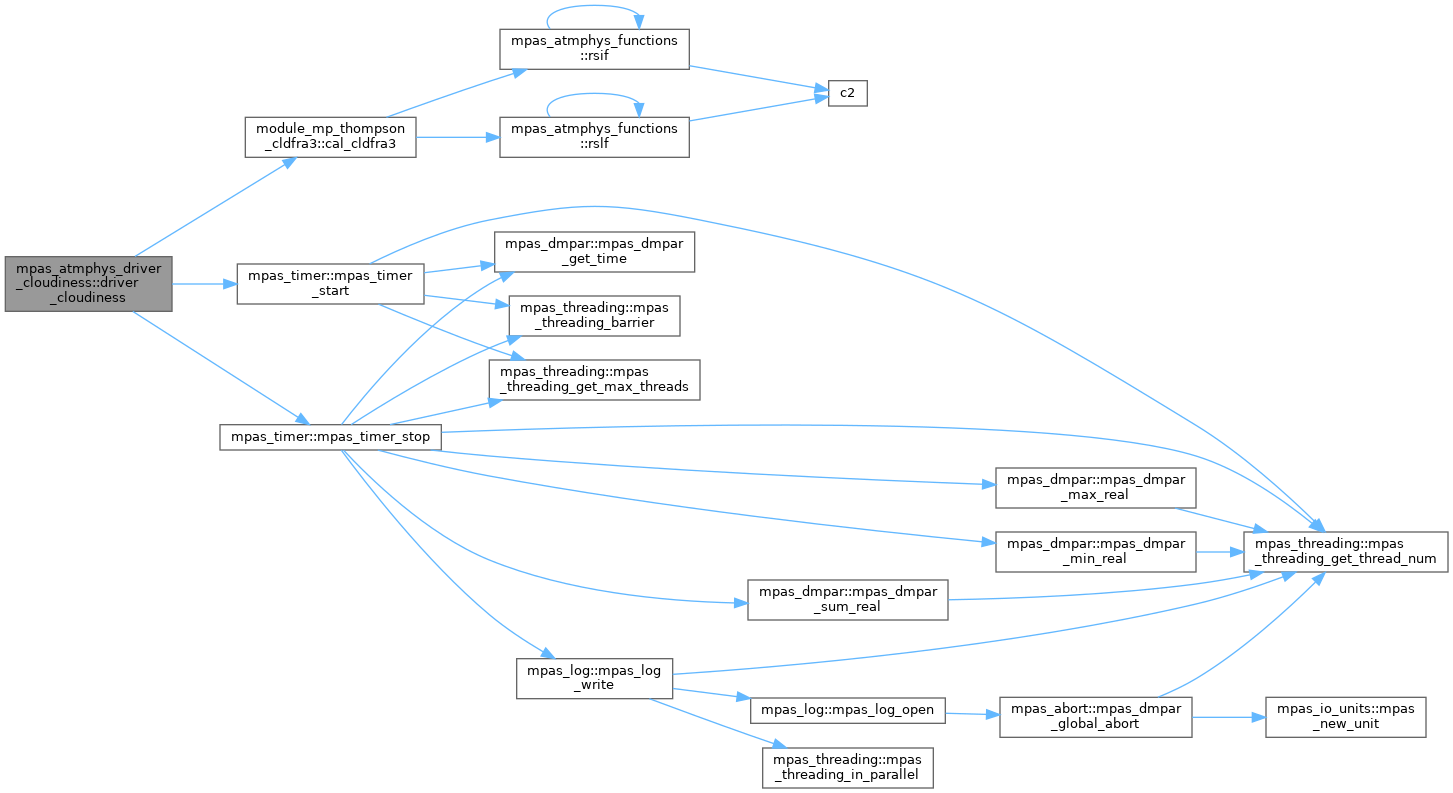 mpas_atmphys_functions
::rsif
c2
module_mp_thompson
_cldfra3::cal_cldfra3
mpas_atmphys_functions
::rslf
mpas_dmpar::mpas_dmpar
_get_time
mpas_atmphys_driver
_cloudiness::driver
_cloudiness
mpas_timer::mpas_timer
_start
mpas_threading::mpas
_threading_barrier
mpas_threading::mpas
_threading_get_max_threads
mpas_timer::mpas_timer_stop
mpas_dmpar::mpas_dmpar
_max_real
mpas_dmpar::mpas_dmpar
_min_real
mpas_threading::mpas
_threading_get_thread_num
mpas_dmpar::mpas_dmpar
_sum_real
mpas_log::mpas_log
_write
mpas_log::mpas_log_open
mpas_abort::mpas_dmpar
_global_abort
mpas_io_units::mpas
_new_unit
mpas_threading::mpas
_threading_in_parallel